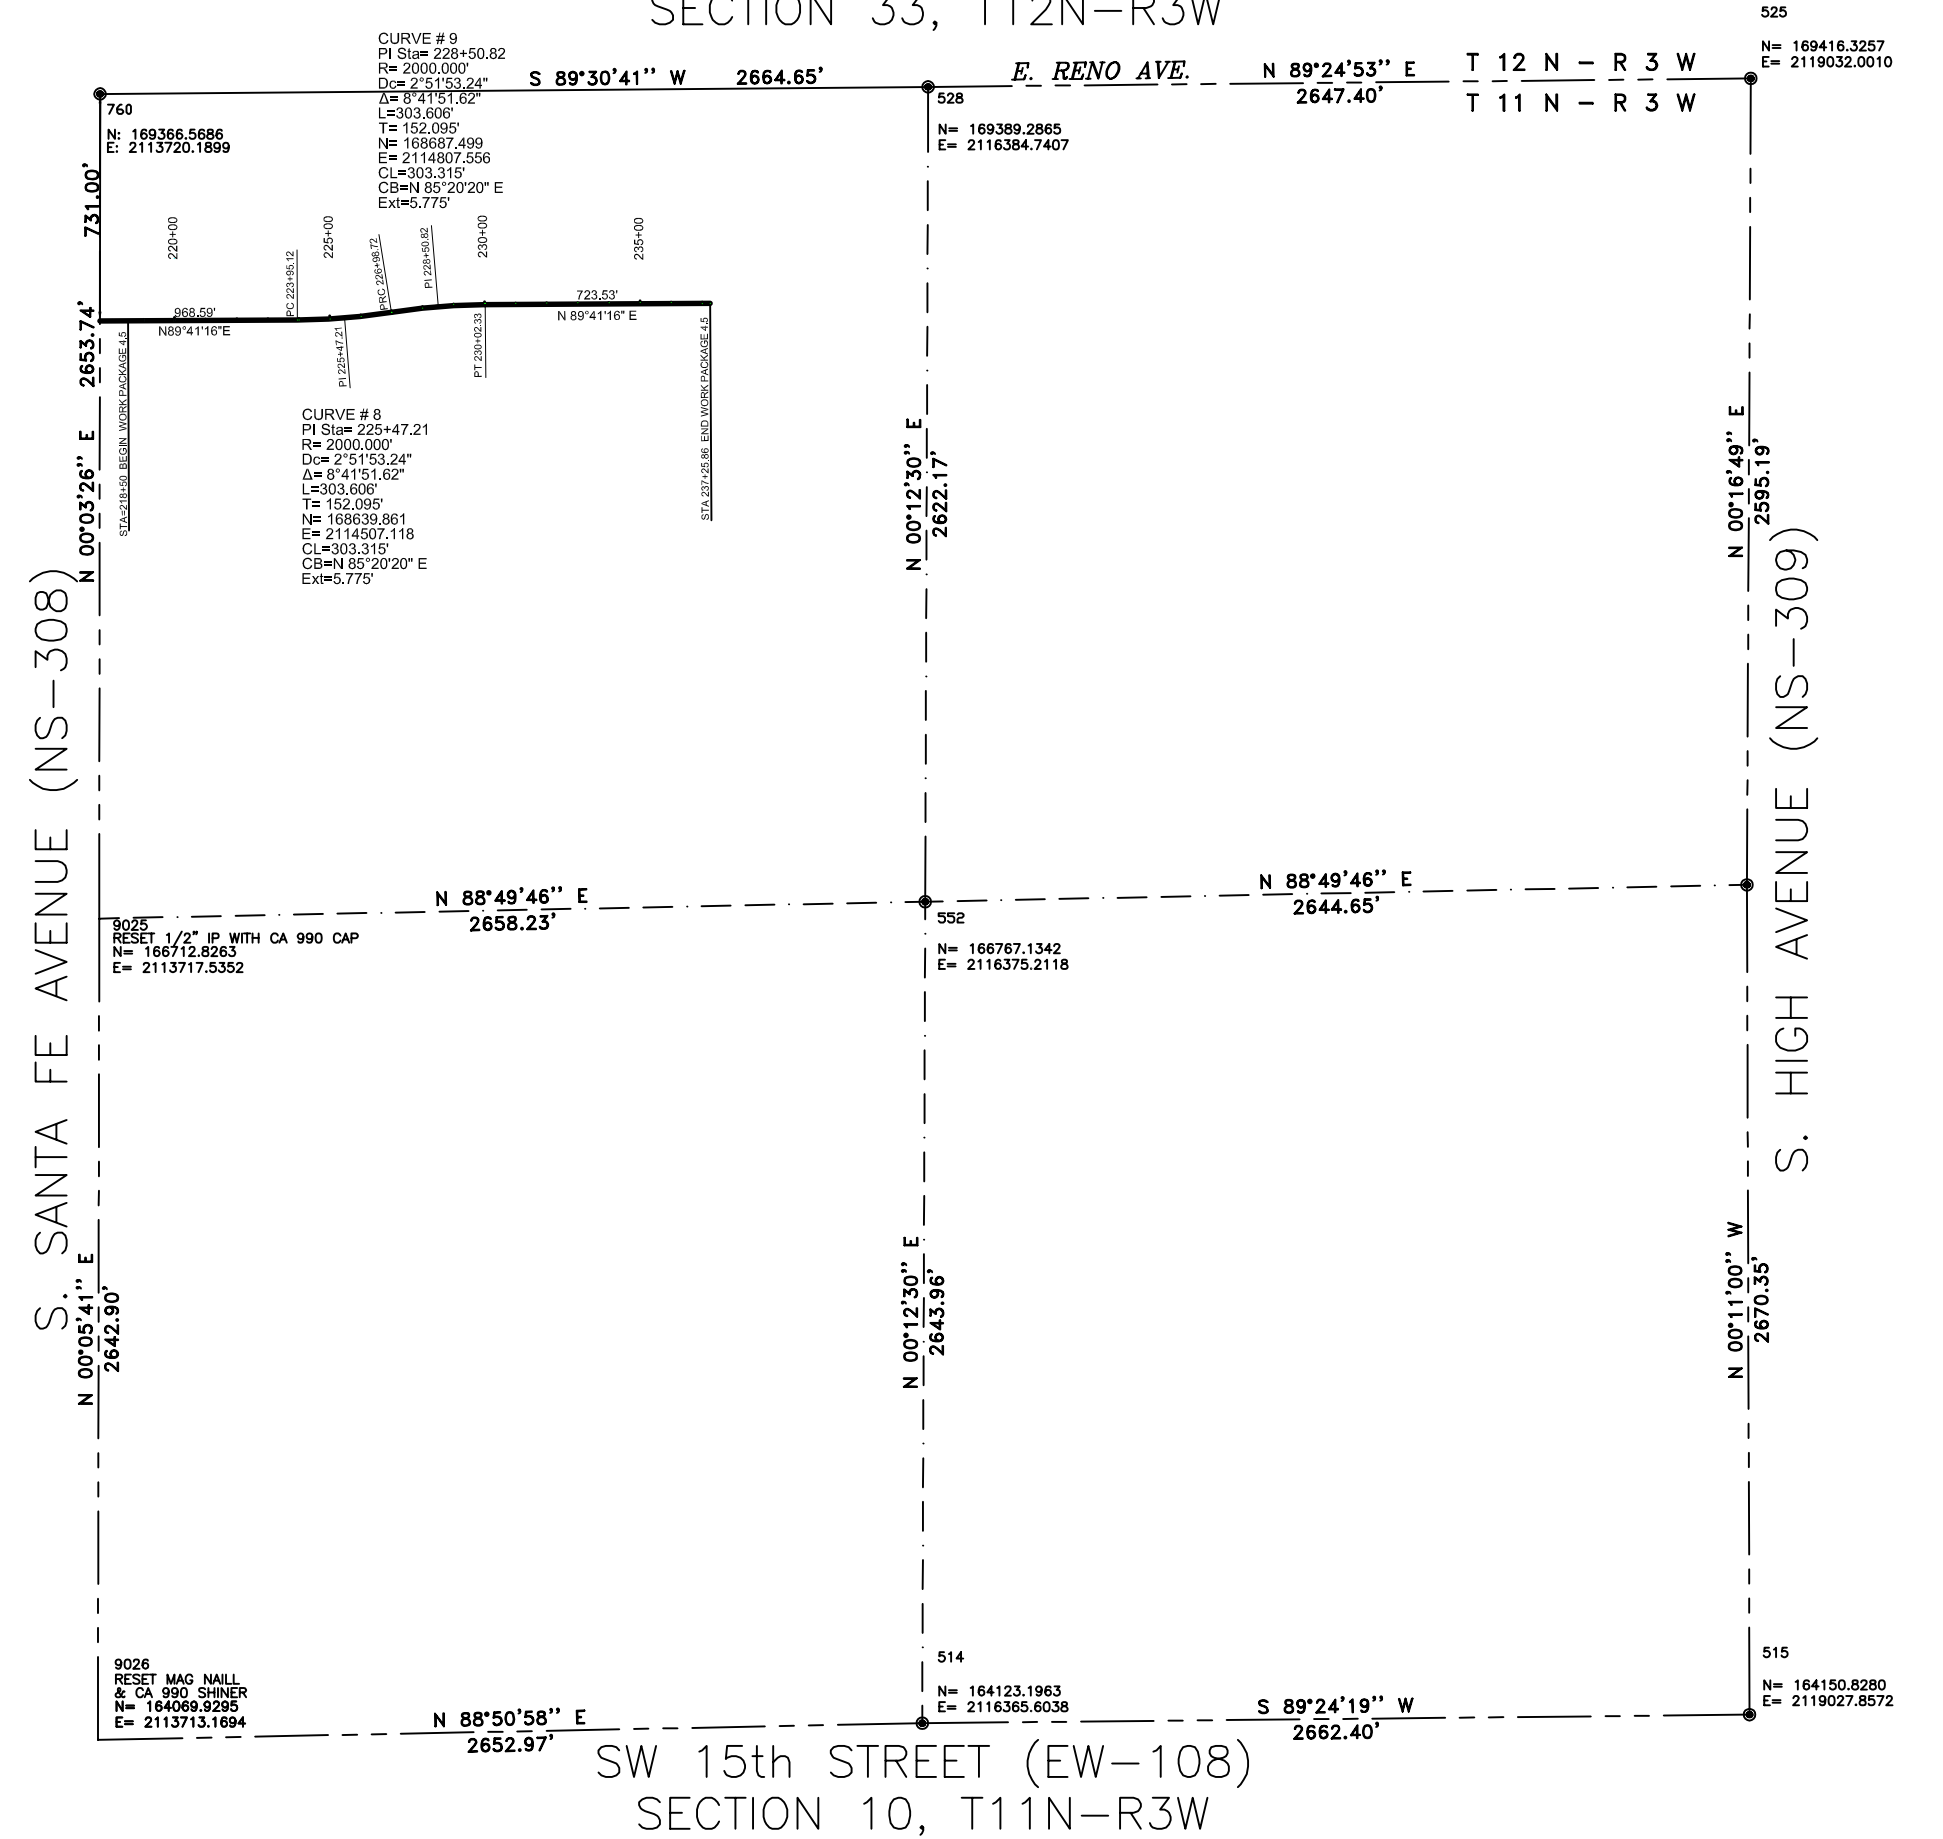 SECTION 33, T12N-R3W
525
N= 169416.3257
E= 2119032.0010
CURVE # 9
PI Sta= 228+50.82
R= 2000.000'
Dc= 2°51'53.24"
Δ= 8°41'51.62"
L=303.606'
T= 152.095'
N= 168687.499
E= 2114807.556
CL=303.315'
CB=N 85°20'20" E
Ext=5.775'
S 89°30'41'' W 2664.65'
E. RENO AVE.
N 89°24'53'' E
2647.40'
T 12 N - R 3 W
T 11 N - R 3 W
760
N: 169366.5686
E: 2113720.1899
528
N= 169389.2865
E= 2116384.7407
731.00'
220+00
PC 223+95.12
225+00
PRC 226+98.72
PI 228+50.82
230+00
235+00
968.59'
N89°41'16"E
723.53'
N 89°41'16" E
PI 225+47.21
PT 230+02.33
STA=218+50 BEGIN WORK PACKAGE 4.5
STA 237+25.86 END WORK PACKAGE 4.5
CURVE # 8
PI Sta= 225+47.21
R= 2000.000'
Dc= 2°51'53.24"
Δ= 8°41'51.62"
L=303.606'
T= 152.095'
N= 168639.861
E= 2114507.118
CL=303.315'
CB=N 85°20'20" E
Ext=5.775'
N 00°03'26'' E 2653.74'
N 00°12'30'' E
2622.17'
N 00°16'49'' E
2595.19'
S. SANTA FE AVENUE (NS-308)
S. HIGH AVENUE (NS-309)
N 88°49'46'' E
2658.23'
N 88°49'46'' E
2644.65'
9025
RESET 1/2" IP WITH CA 990 CAP
N= 166712.8263
E= 2113717.5352
552
N= 166767.1342
E= 2116375.2118
N 00°05'41'' E
2642.90'
N 00°12'30'' E
2643.96'
N 00°11'00'' W
2670.35'
9026
RESET MAG NAILL
& CA 990 SHINER
N= 164069.9295
E= 2113713.1694
514
N= 164123.1963
E= 2116365.6038
515
N= 164150.8280
E= 2119027.8572
N 88°50'58'' E
2652.97'
S 89°24'19'' W
2662.40'
SW 15th STREET (EW-108)
SECTION 10, T11N-R3W